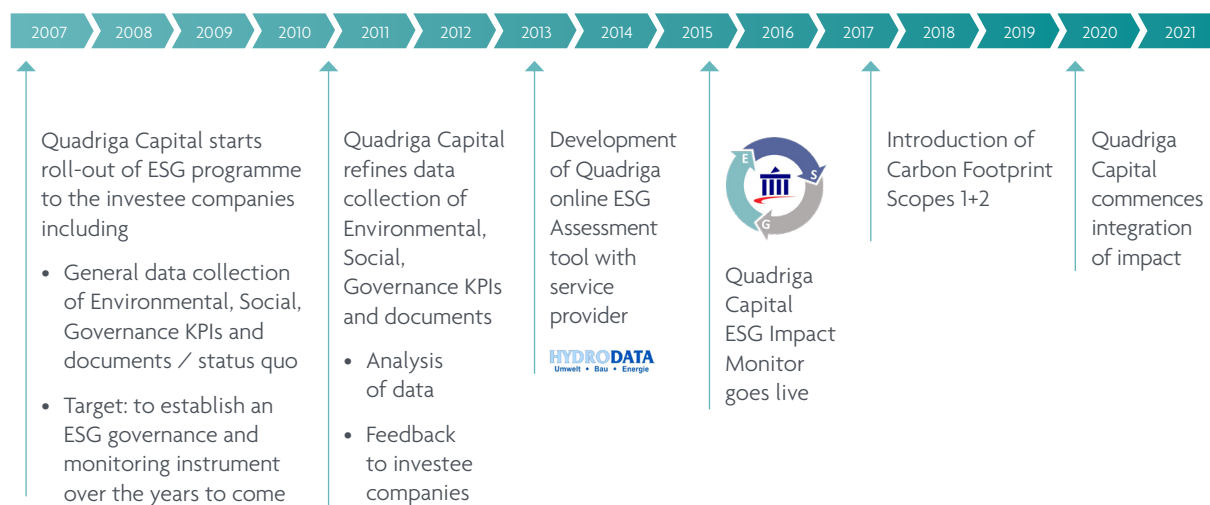 2007 2008 2009 2010 2011 2012 2013 2014 2015 2016 2017 2018 2019 2020 2021
Quadriga Capital starts
roll-out of ESG programme
to the investee companies
including
• General data collection
of Environmental, Social,
Governance KPIs and
documents / status quo
• Target: to establish an
ESG governance and
monitoring instrument
over the years to come
Quadriga Capital
refines data
collection of
Environmental,
Social,
Governance KPIs
and documents
• Analysis
of data
• Feedback
to investee
companies
Development
of Quadriga
online ESG
Assessment
tool with
service
provider
HYDRODATA
Umwelt • Bau • Energie
E
S
G
Quadriga
Capital
ESG Impact
Monitor
goes live
Introduction of
Carbon Footprint
Scopes 1+2
Quadriga
Capital
commences
integration
of impact